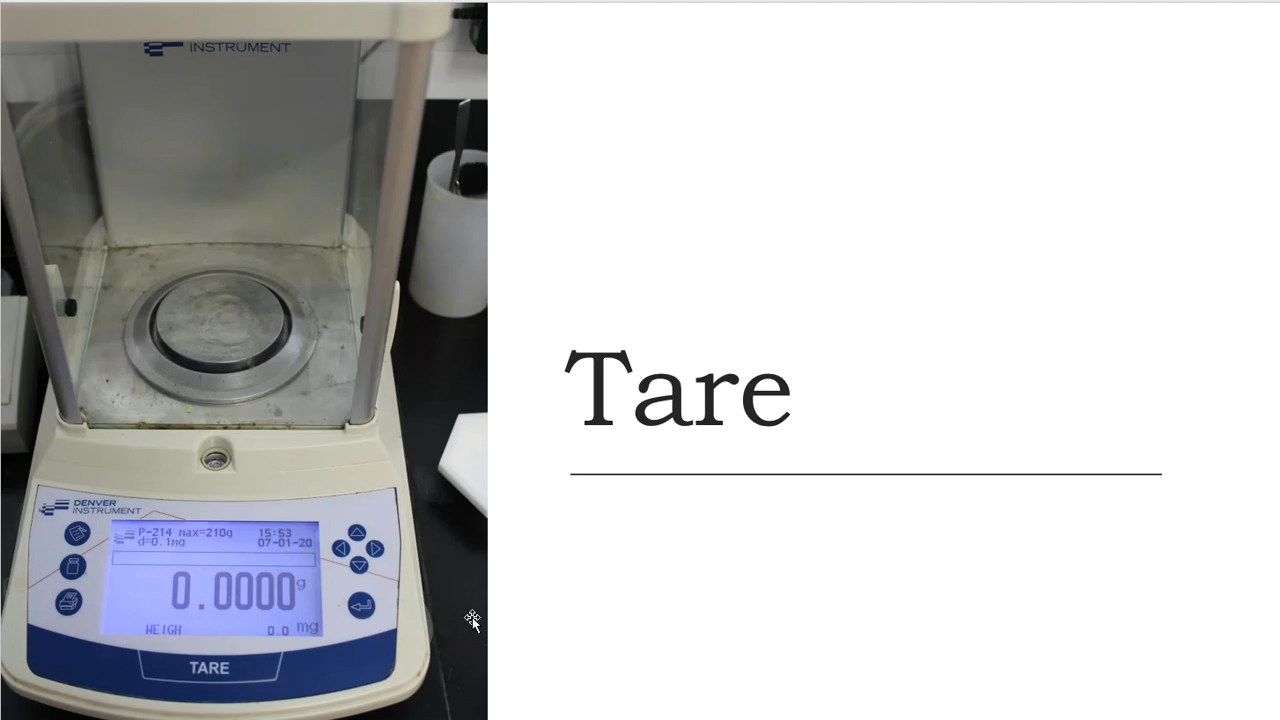 INSTRUMENT
DENVER
INSTRUMENT
P-214 max=210g 15:53
d=0.1mg 07-01-20
0.0000 g
WEIGH 0.0 mg
TARE
Tare